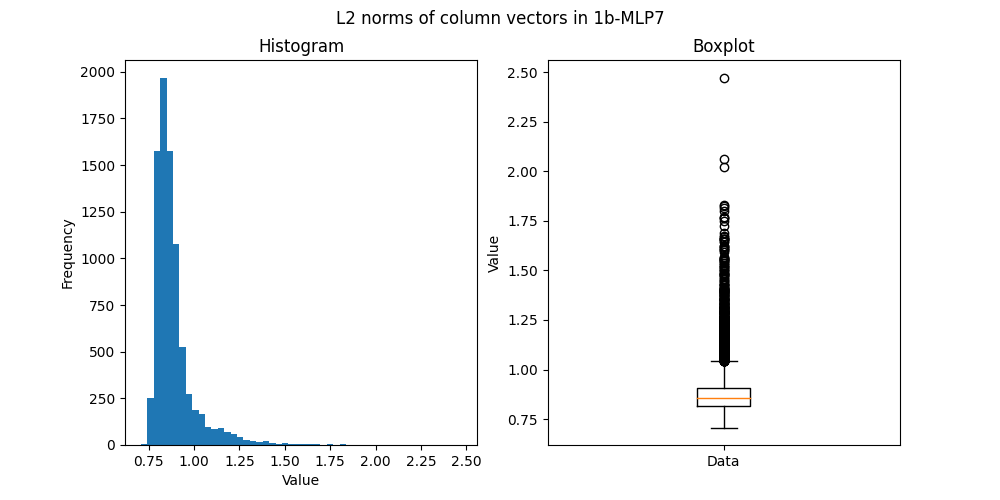 L2 norms of column vectors in 1b-MLP7
Histogram
Frequency
2000
1750
1500
1250
1000
750
500
250
0
0.75 1.00 1.25 1.50 1.75 2.00 2.25 2.50
Value
Boxplot
Value
2.50
2.25
2.00
1.75
1.50
1.25
1.00
0.75
Data